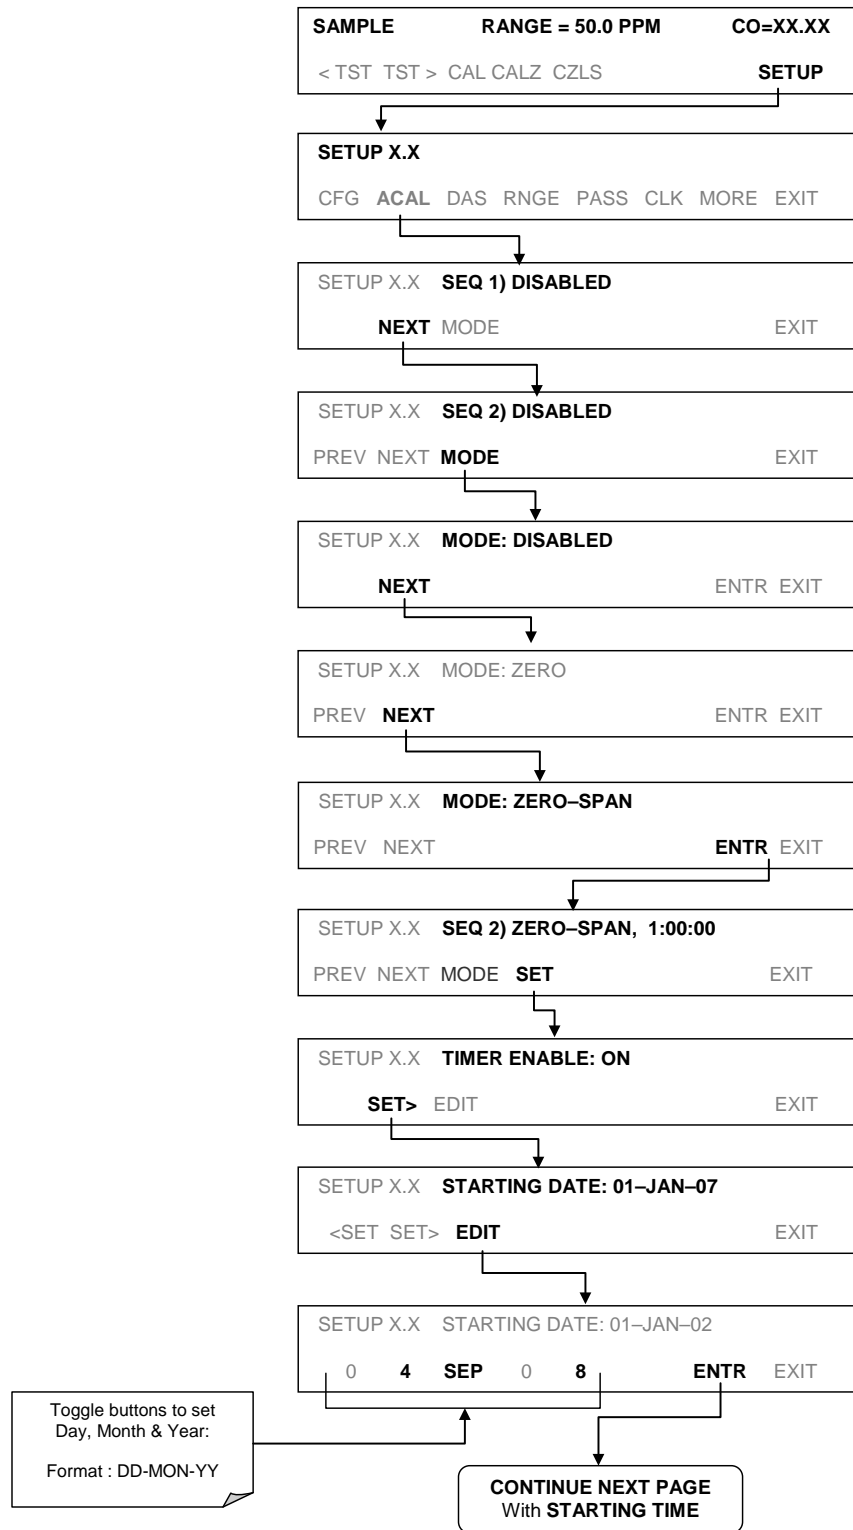 SAMPLE RANGE = 50.0 PPM CO=XX.XX
< TST TST > CAL CALZ CZLS SETUP
SETUP X.X
CFG ACAL DAS RNGE PASS CLK MORE EXIT
SETUP X.X SEQ 1) DISABLED
NEXT MODE EXIT
SETUP X.X SEQ 2) DISABLED
PREV NEXT MODE EXIT
SETUP X.X MODE: DISABLED
NEXT ENTR EXIT
SETUP X.X MODE: ZERO
PREV NEXT ENTR EXIT
SETUP X.X MODE: ZERO–SPAN
PREV NEXT ENTR EXIT
SETUP X.X SEQ 2) ZERO–SPAN, 1:00:00
PREV NEXT MODE SET EXIT
SETUP X.X TIMER ENABLE: ON
SET> EDIT EXIT
SETUP X.X STARTING DATE: 01–JAN–07
<SET SET> EDIT EXIT
SETUP X.X STARTING DATE: 01–JAN–02
0 4 SEP 0 8 ENTR EXIT
Toggle buttons to set
Day, Month & Year:
Format : DD-MON-YY
CONTINUE NEXT PAGE
With STARTING TIME